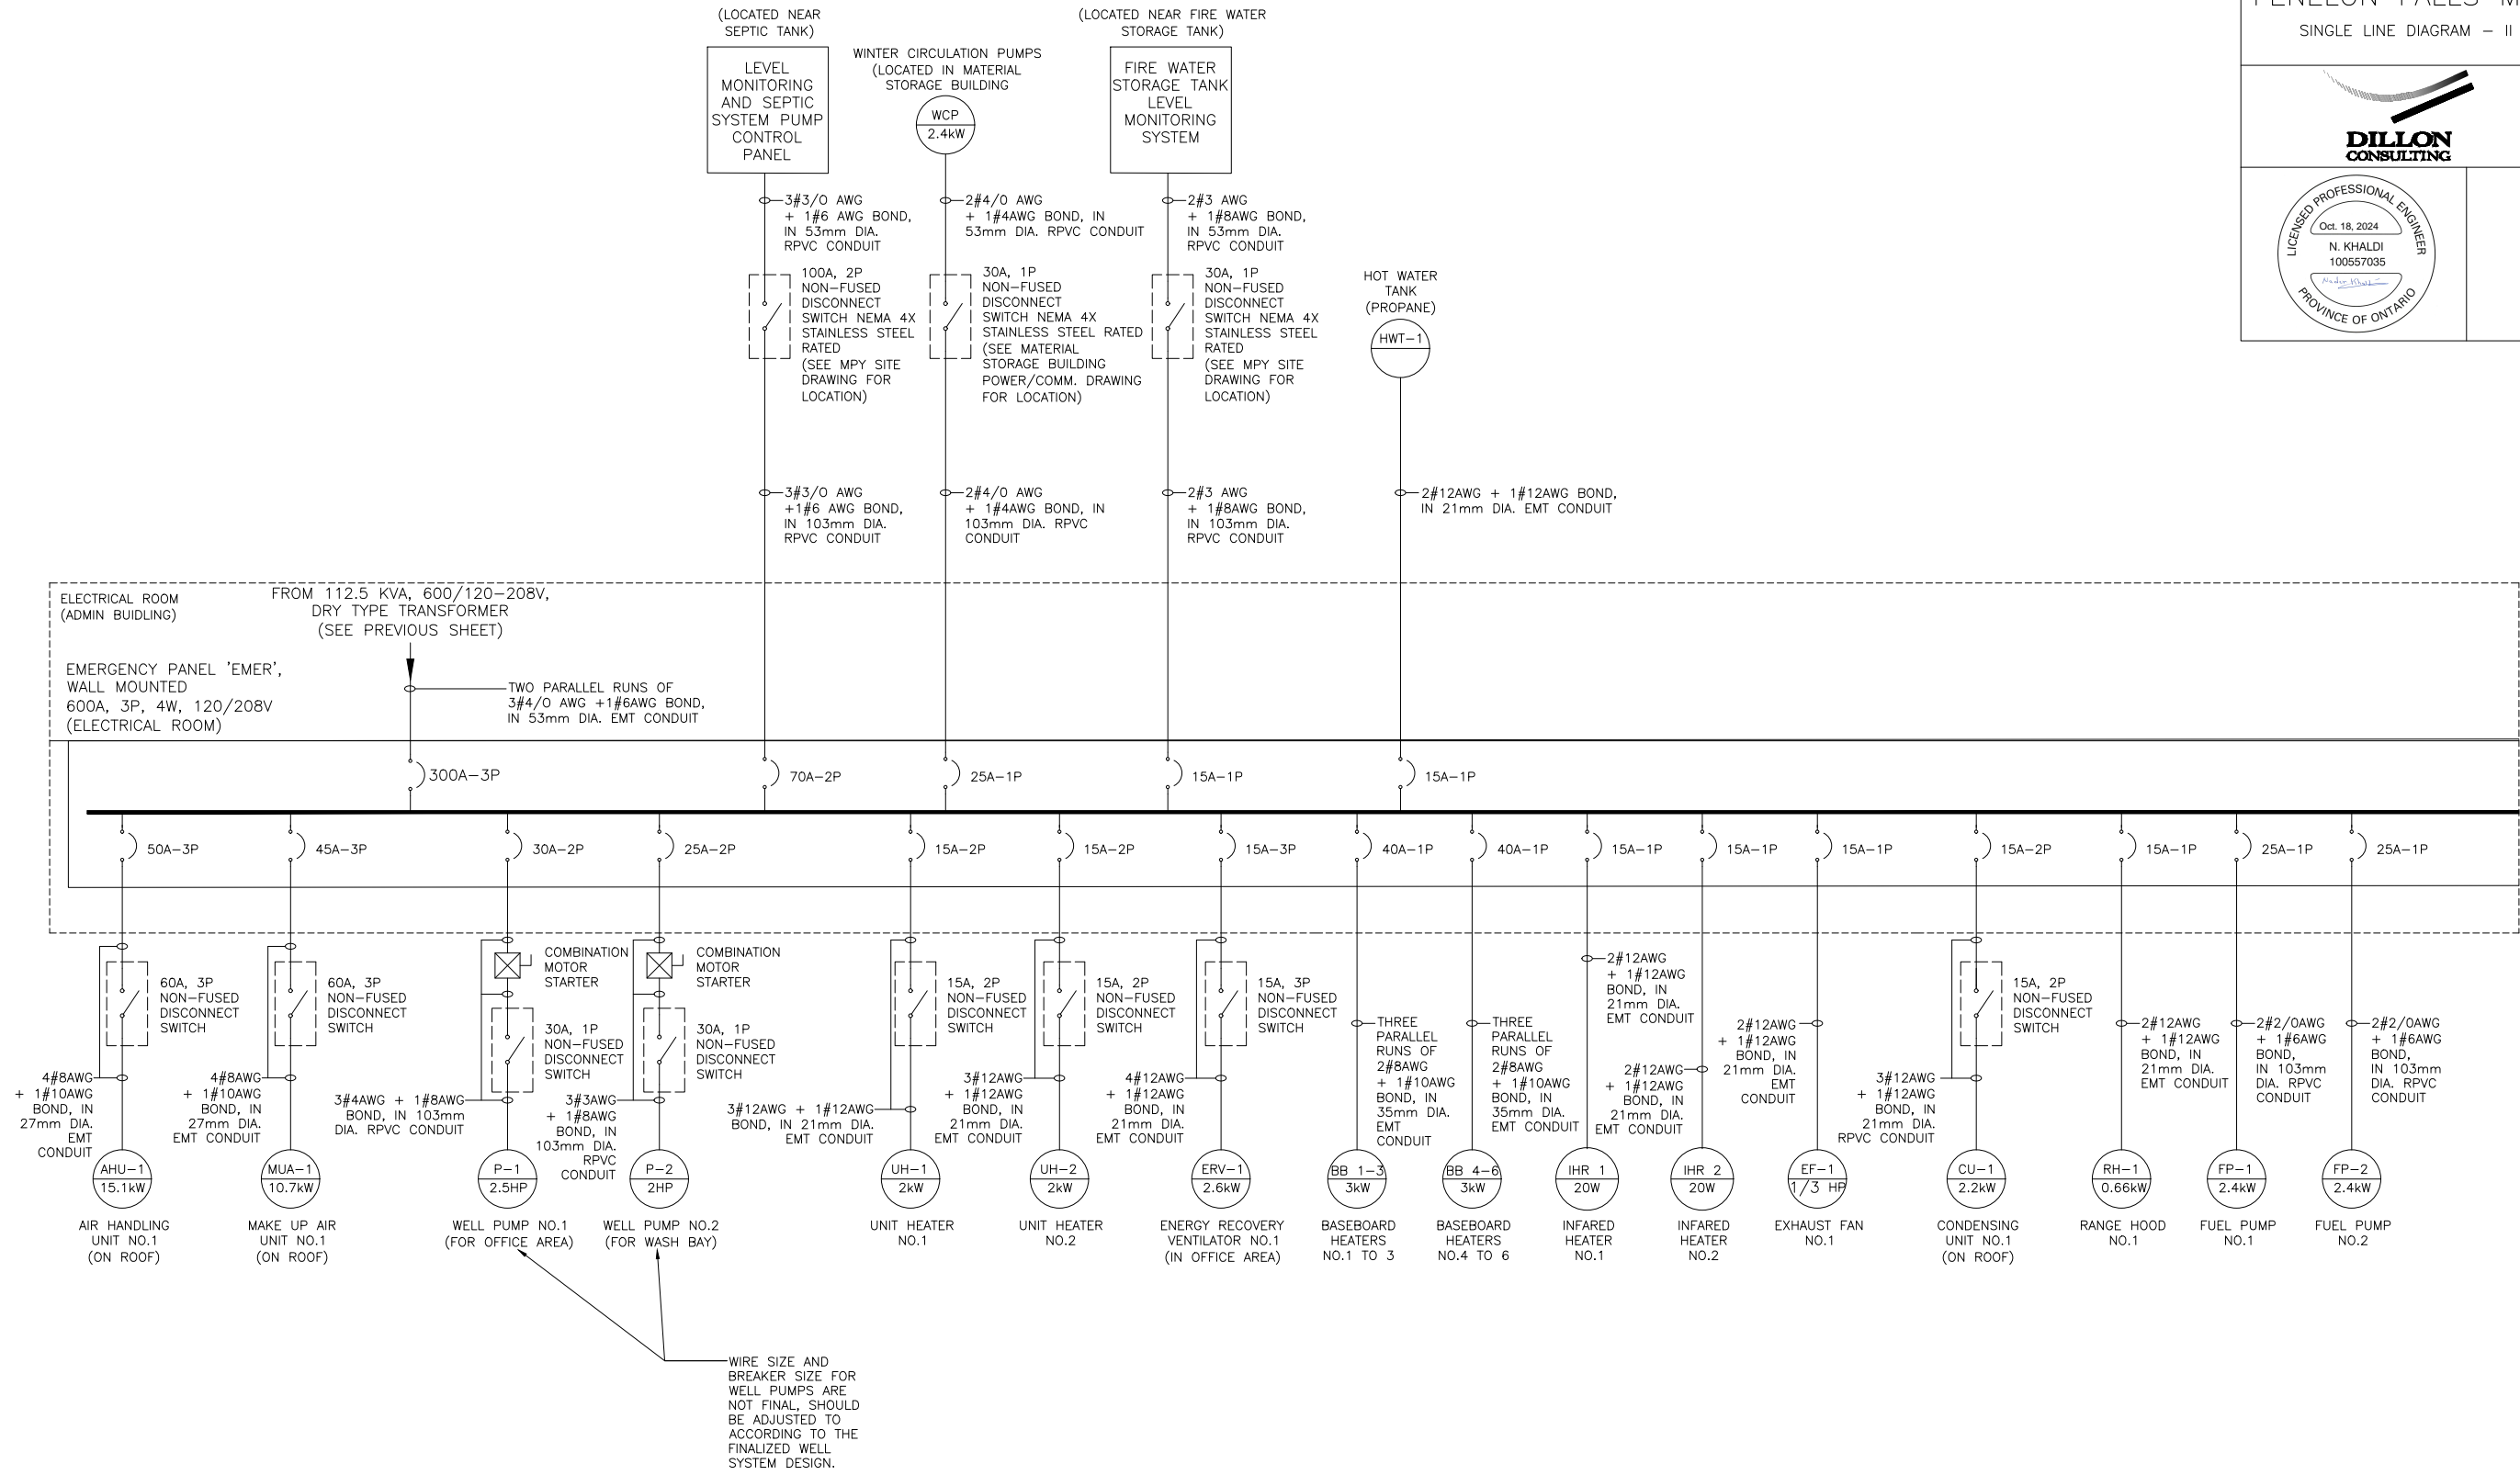 SINGLE LINE DIAGRAM – II
DILLON
CONSULTING
LICENSED PROFESSIONAL ENGINEER
Oct. 18, 2024
N. KHALDI
100557035
PROVINCE OF ONTARIO
(LOCATED NEAR
SEPTIC TANK)
LEVEL
MONITORING
AND SEPTIC
SYSTEM PUMP
CONTROL
PANEL
WINTER CIRCULATION PUMPS
(LOCATED IN MATERIAL
STORAGE BUILDING
WCP
2.4kW
(LOCATED NEAR FIRE WATER
STORAGE TANK)
FIRE WATER
STORAGE TANK
LEVEL
MONITORING
SYSTEM
3#3/0 AWG
+ 1#6 AWG BOND,
IN 53mm DIA.
RPVC CONDUIT
2#4/0 AWG
+ 1#4AWG BOND, IN
53mm DIA. RPVC CONDUIT
2#3 AWG
+ 1#8AWG BOND,
IN 53mm DIA.
RPVC CONDUIT
100A, 2P
NON-FUSED
DISCONNECT
SWITCH NEMA 4X
STAINLESS STEEL
RATED
(SEE MPY SITE
DRAWING FOR
LOCATION)
30A, 1P
NON-FUSED
DISCONNECT
SWITCH NEMA 4X
STAINLESS STEEL RATED
(SEE MATERIAL
STORAGE BUILDING
POWER/COMM. DRAWING
FOR LOCATION)
30A, 1P
NON-FUSED
DISCONNECT
SWITCH NEMA 4X
STAINLESS STEEL
RATED
(SEE MPY SITE
DRAWING FOR
LOCATION)
HOT WATER
TANK
(PROPANE)
HWT-1
3#3/0 AWG
+1#6 AWG BOND,
IN 103mm DIA.
RPVC CONDUIT
2#4/0 AWG
+ 1#4AWG BOND, IN
103mm DIA. RPVC
CONDUIT
2#3 AWG
+ 1#8AWG BOND,
IN 103mm DIA.
RPVC CONDUIT
2#12AWG + 1#12AWG BOND,
IN 21mm DIA. EMT CONDUIT
ELECTRICAL ROOM
(ADMIN BUIDLING)
FROM 112.5 KVA, 600/120-208V,
DRY TYPE TRANSFORMER
(SEE PREVIOUS SHEET)
EMERGENCY PANEL 'EMER',
WALL MOUNTED
600A, 3P, 4W, 120/208V
(ELECTRICAL ROOM)
TWO PARALLEL RUNS OF
3#4/0 AWG +1#6AWG BOND,
IN 53mm DIA. EMT CONDUIT
300A-3P
70A-2P
25A-1P
15A-1P
15A-1P
50A-3P
45A-3P
30A-2P
25A-2P
15A-2P
15A-2P
15A-3P
40A-1P
40A-1P
15A-1P
15A-1P
15A-1P
15A-2P
15A-1P
25A-1P
25A-1P
60A, 3P
NON-FUSED
DISCONNECT
SWITCH
4#8AWG
+ 1#10AWG
BOND, IN
27mm DIA.
EMT
CONDUIT
AHU-1
15.1kW
AIR HANDLING
UNIT NO.1
(ON ROOF)
60A, 3P
NON-FUSED
DISCONNECT
SWITCH
4#8AWG
+ 1#10AWG
BOND, IN
27mm DIA.
EMT CONDUIT
MUA-1
10.7kW
MAKE UP AIR
UNIT NO.1
(ON ROOF)
COMBINATION
MOTOR
STARTER
30A, 1P
NON-FUSED
DISCONNECT
SWITCH
3#4AWG + 1#8AWG
BOND, IN 103mm
DIA. RPVC CONDUIT
P-1
2.5HP
WELL PUMP NO.1
(FOR OFFICE AREA)
COMBINATION
MOTOR
STARTER
30A, 1P
NON-FUSED
DISCONNECT
SWITCH
3#3AWG
+ 1#8AWG
BOND, IN
103mm DIA.
RPVC
CONDUIT
P-2
2HP
WELL PUMP NO.2
(FOR WASH BAY)
15A, 2P
NON-FUSED
DISCONNECT
SWITCH
3#12AWG + 1#12AWG
BOND, IN 21mm DIA.
EMT CONDUIT
UH-1
2kW
UNIT HEATER
NO.1
15A, 2P
NON-FUSED
DISCONNECT
SWITCH
3#12AWG
+ 1#12AWG
BOND, IN
21mm DIA.
EMT CONDUIT
UH-2
2kW
UNIT HEATER
NO.2
15A, 3P
NON-FUSED
DISCONNECT
SWITCH
4#12AWG
+ 1#12AWG
BOND, IN
21mm DIA.
EMT CONDUIT
ERV-1
2.6kW
ENERGY RECOVERY
VENTILATOR NO.1
(IN OFFICE AREA)
THREE
PARALLEL
RUNS OF
2#8AWG
+ 1#10AWG
BOND, IN
35mm DIA.
EMT
CONDUIT
BB 1-3
3kW
BASEBOARD
HEATERS
NO.1 TO 3
THREE
PARALLEL
RUNS OF
2#8AWG
+ 1#10AWG
BOND, IN
35mm DIA.
EMT CONDUIT
BB 4-6
3kW
BASEBOARD
HEATERS
NO.4 TO 6
2#12AWG
+ 1#12AWG
BOND, IN
21mm DIA.
EMT CONDUIT
IHR 1
20W
INFARED
HEATER
NO.1
2#12AWG
+ 1#12AWG
BOND, IN
21mm DIA.
EMT CONDUIT
IHR 2
20W
INFARED
HEATER
NO.2
2#12AWG
+ 1#12AWG
BOND, IN
21mm DIA.
EMT
CONDUIT
EF-1
1/3 HP
EXHAUST FAN
NO.1
15A, 2P
NON-FUSED
DISCONNECT
SWITCH
3#12AWG
+ 1#12AWG
BOND, IN
21mm DIA.
RPVC CONDUIT
CU-1
2.2kW
CONDENSING
UNIT NO.1
(ON ROOF)
2#12AWG
+ 1#12AWG
BOND, IN
21mm DIA.
EMT CONDUIT
RH-1
0.66kW
RANGE HOOD
NO.1
2#2/0AWG
+ 1#6AWG
BOND,
IN 103mm
DIA. RPVC
CONDUIT
FP-1
2.4kW
FUEL PUMP
NO.1
2#2/0AWG
+ 1#6AWG
BOND,
IN 103mm
DIA. RPVC
CONDUIT
FP-2
2.4kW
FUEL PUMP
NO.2
WIRE SIZE AND
BREAKER SIZE FOR
WELL PUMPS ARE
NOT FINAL, SHOULD
BE ADJUSTED TO
ACCORDING TO THE
FINALIZED WELL
SYSTEM DESIGN.